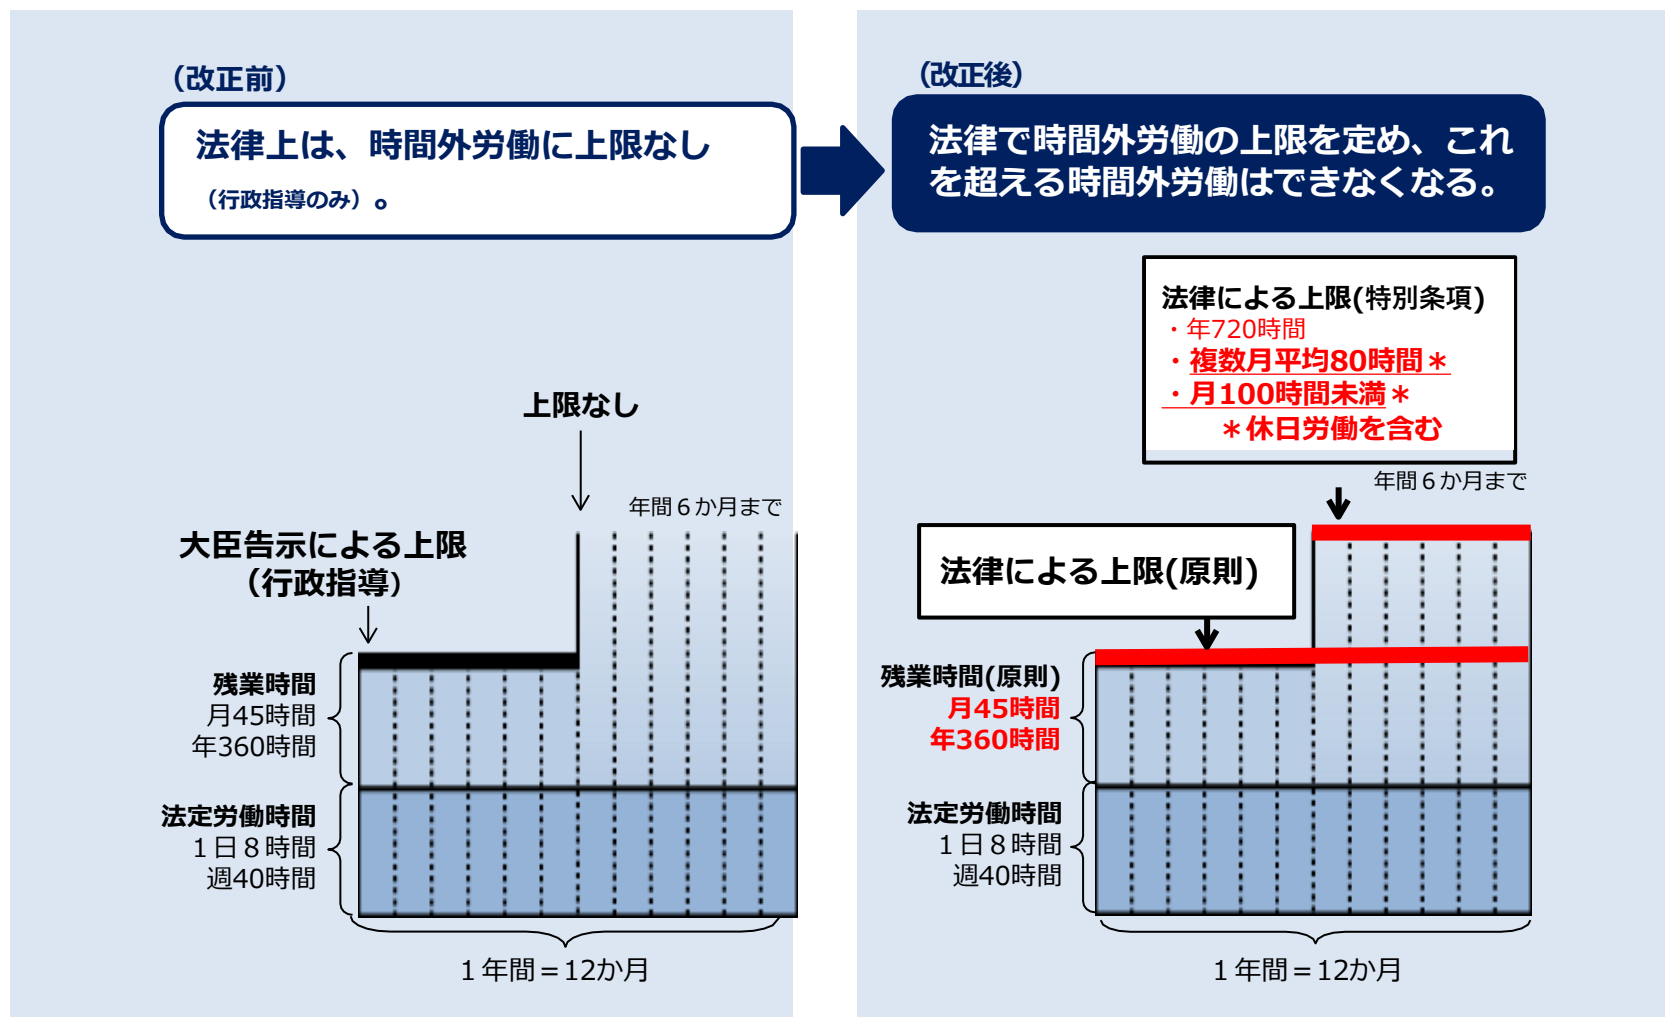 （改正前）
法律上は、時間外労働に上限なし
（行政指導のみ）。
上限なし
年間６か月まで
大臣告示による上限
（行政指導）
残業時間
月45時間
年360時間
法定労働時間
１日８時間
週40時間
１年間＝12か月
（改正後）
法律で時間外労働の上限を定め、これ
を超える時間外労働はできなくなる。
法律による上限(特別条項)
・年720時間
・複数月平均80時間＊
・月100時間未満＊
＊休日労働を含む
年間６か月まで
法律による上限(原則)
残業時間(原則)
月45時間
年360時間
法定労働時間
１日８時間
週40時間
１年間＝12か月